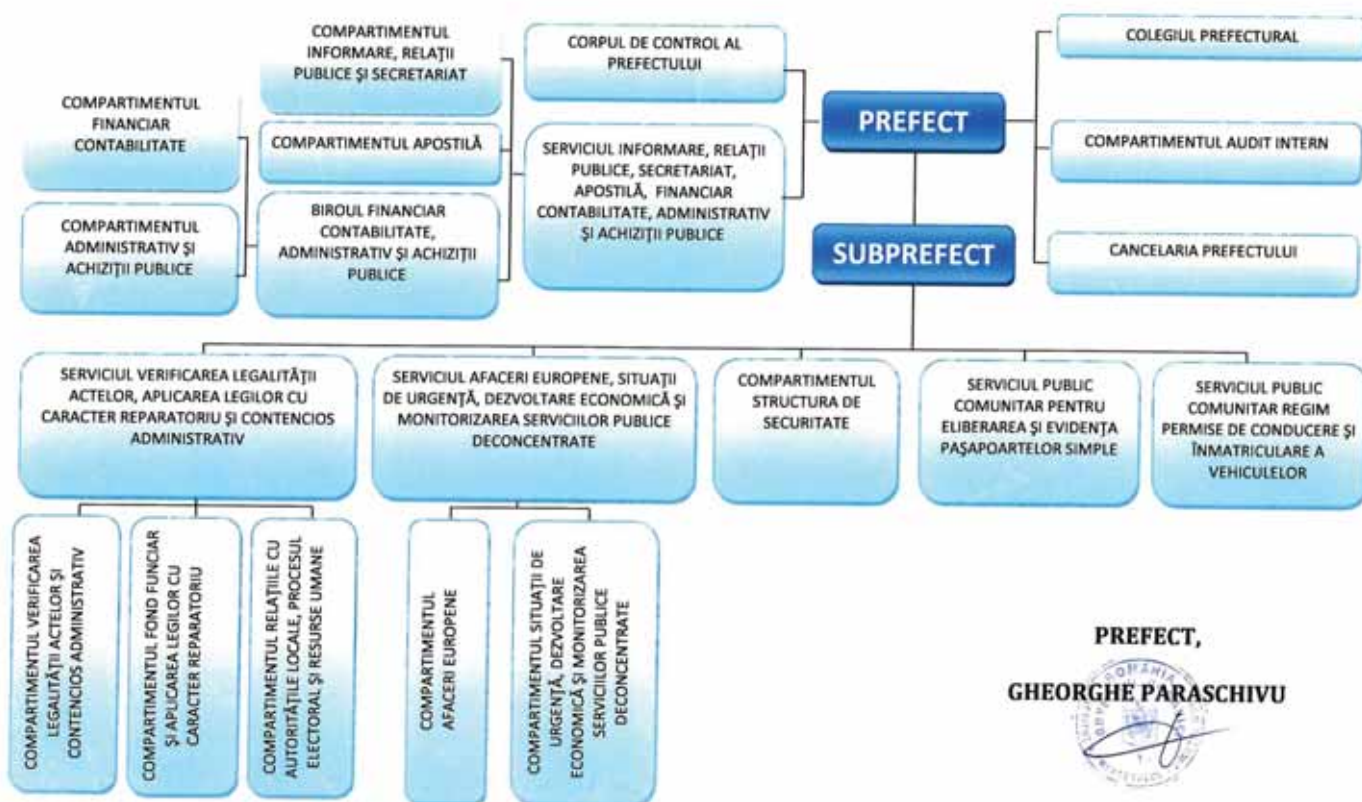 COMPARTIMENTUL
INFORMARE, RELAȚII
PUBLICE ȘI SECRETARIAT
CORPUL DE CONTROL AL
PREFECTULUI
COLEGIUL PREFECTURAL
COMPARTIMENTUL
FINANCIAR
CONTABILITATE
COMPARTIMENTUL APOSTILĂ
SERVICIUL INFORMARE, RELAȚII
PUBLICE, SECRETARIAT,
APOSTILĂ, FINANCIAR
CONTABILITATE, ADMINISTRATIV
ȘI ACHIZIȚII PUBLICE
PREFECT
COMPARTIMENTUL AUDIT INTERN
COMPARTIMENTUL
ADMINISTRATIV ȘI
ACHIZIȚII PUBLICE
BIROUL FINANCIAR
CONTABILITATE,
ADMINISTRATIV ȘI ACHIZIȚII
PUBLICE
SUBPREFECT
CANCELARIA PREFECTULUI
SERVICIUL VERIFICAREA LEGALITĂȚII
ACTELOR, APLICAREA LEGILOR CU
CARACTER REPARATORIU ȘI CONTENCIOS
ADMINISTRATIV
SERVICIUL AFACERI EUROPENE, SITUAȚII
DE URGENȚĂ, DEZVOLTARE ECONOMICĂ ȘI
MONITORIZAREA SERVICIILOR PUBLICE
DECONCENTRATE
COMPARTIMENTUL
STRUCTURA DE
SECURITATE
SERVICIUL PUBLIC
COMUNITAR PENTRU
ELIBERAREA ȘI EVIDENȚA
PAȘAPOARTELOR SIMPLE
SERVICIUL PUBLIC
COMUNITAR REGIM
PERMISE DE CONDUCERE ȘI
ÎNMATRICULARE A
VEHICULELOR
COMPARTIMENTUL VERIFICAREA
LEGALITĂȚII ACTELOR ȘI
CONTENCIOS ADMINISTRATIV
COMPARTIMENTUL FOND FUNCIAR
ȘI APLICAREA LEGILOR CU
CARACTER REPARATORIU
COMPARTIMENTUL RELAȚIILE CU
AUTORITĂȚILE LOCALE, PROCESUL
ELECTORAL ȘI RESURSE UMANE
COMPARTIMENTUL
AFACERI EUROPENE
COMPARTIMENTUL SITUAȚII DE
URGENȚĂ, DEZVOLTARE
ECONOMICĂ ȘI MONITORIZAREA
SERVICIILOR PUBLICE
DECONCENTRATE
PREFECT,
GHEORGHE PARASCHIVU
ROMÂNIA